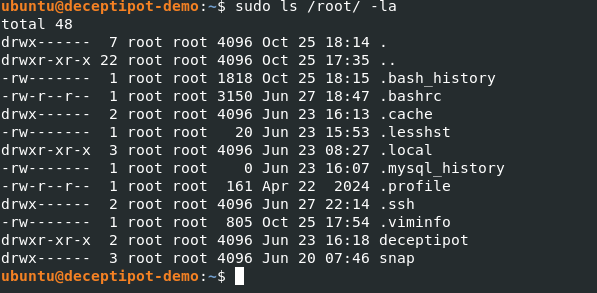 ubuntu@deceptipot-demo:~$ sudo ls /root/ -la
total 48
drwx------  7 root root 4096 Oct 25 18:14 .
drwxr-xr-x 22 root root 4096 Oct 25 17:35 ..
-rw-------  1 root root 1818 Oct 25 18:15 .bash_history
-rw-r--r--  1 root root 3150 Jun 27 18:47 .bashrc
drwx------  2 root root 4096 Jun 23 16:13 .cache
-rw-------  1 root root   20 Jun 23 15:53 .lesshst
drwxr-xr-x  3 root root 4096 Jun 23 08:27 .local
-rw-------  1 root root    0 Jun 23 16:07 .mysql_history
-rw-r--r--  1 root root  161 Apr 22  2024 .profile
drwx------  2 root root 4096 Jun 27 22:14 .ssh
-rw-------  1 root root  805 Oct 25 17:54 .viminfo
drwxr-xr-x  2 root root 4096 Jun 23 16:18 deceptipot
drwx------  3 root root 4096 Jun 20 07:46 snap
ubuntu@deceptipot-demo:~$